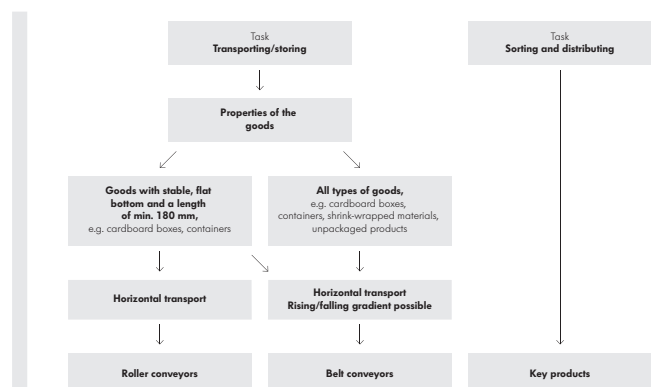 Task
Transporting/storing
Task
Sorting and distributing
Properties of the
goods
Goods with stable, flat
bottom and a length
of min. 180 mm,
e.g. cardboard boxes, containers
All types of goods,
e.g. cardboard boxes,
containers, shrink-wrapped materials,
unpackaged products
Horizontal transport
Horizontal transport
Rising/falling gradient possible
Roller conveyors
Belt conveyors
Key products